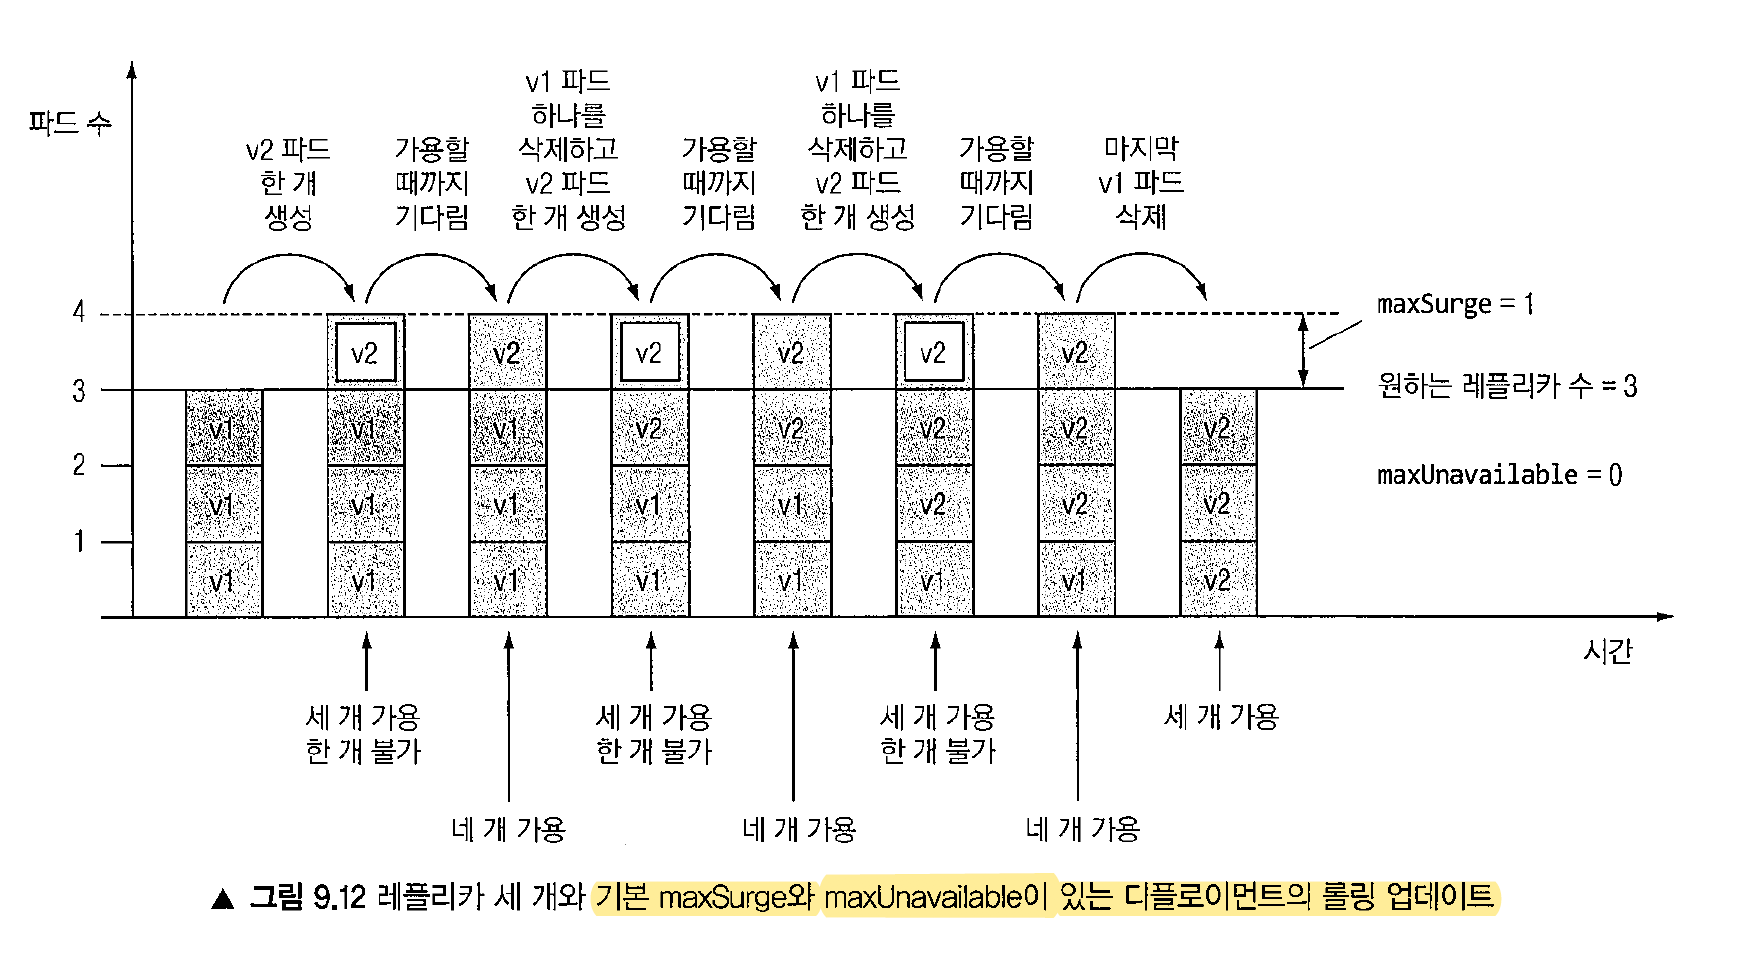 파드 수
v2 파드
한 개
생성
가용할
때까지
기다림
v1 파드
하나를
삭제하고
v2 파드
한 개 생성
가용할
때까지
기다림
v1 파드
하나를
삭제하고
v2 파드
한 개 생성
가용할
때까지
기다림
마지막
v1 파드
삭제
4
3
2
1
v1
v1
v1
v2
v1
v1
v1
v2
v1
v1
v1
v2
v2
v1
v1
v2
v2
v1
v1
v2
v2
v2
v1
v2
v2
v2
v1
v2
v2
v2
maxSurge = 1
원하는 레플리카 수 = 3
maxUnavailable = 0
시간
세 개 가용
한 개 불가
네 개 가용
세 개 가용
한 개 불가
네 개 가용
세 개 가용
한 개 불가
네 개 가용
세 개 가용
▲ 그림 9.12 레플리카 세 개와 기본 maxSurge와 maxUnavailable이 있는 디플로이먼트의 롤링 업데이트